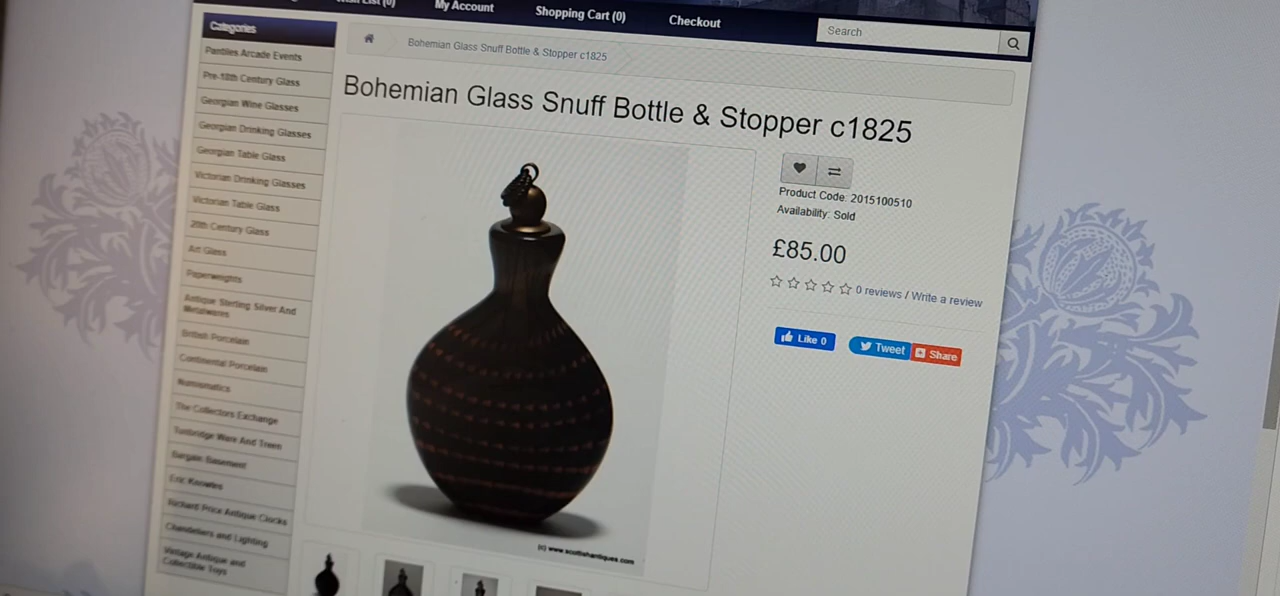 Wish List (0)
My Account
Shopping Cart (0)
Checkout
Search
Categories
Pantiles Arcade Events
Pre-18th Century Glass
Georgian Wine Glasses
Georgian Drinking Glasses
Georgian Table Glass
Victorian Drinking Glasses
Victorian Table Glass
20th Century Glass
Art Glass
Paperweights
Antique Sterling Silver And
Metalwares
British Porcelain
Continental Porcelain
Numismatics
The Collectors Exchange
Tunbridge Ware And Treen
Bargain Basement
Eric Knowles
Richard Price Antique Clocks
Chandeliers and Lighting
Vintage Antique and
Collectible Toys
Bohemian Glass Snuff Bottle & Stopper c1825
Bohemian Glass Snuff Bottle & Stopper c1825
(c) www.scottishantiques.com
Product Code: 2015100510
Availability: Sold
£85.00
0 reviews / Write a review
Like 0
Tweet
Share